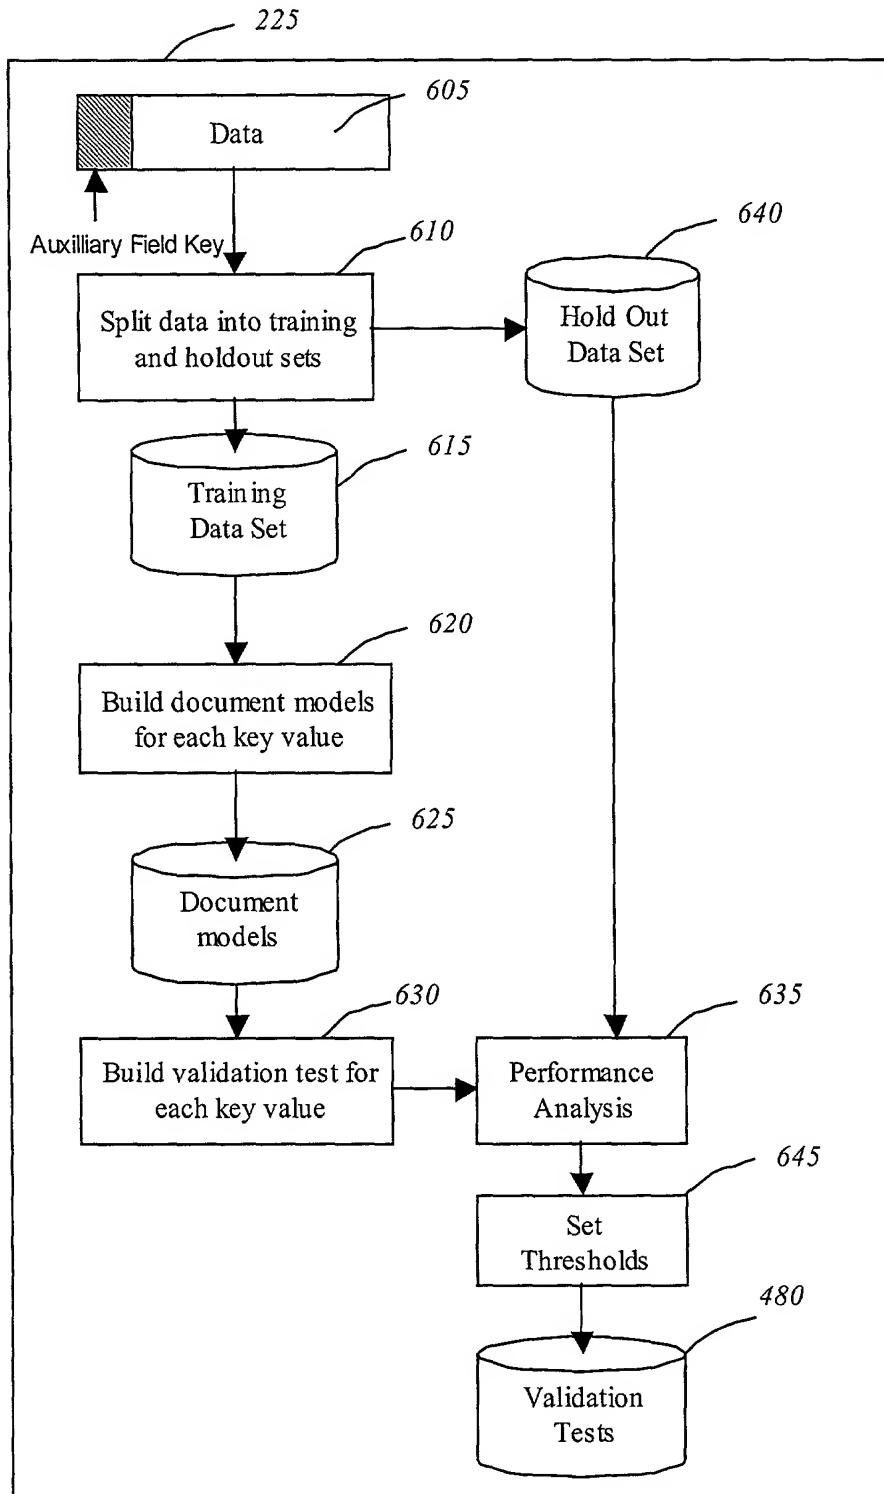 225
605
Data
Auxilliary Field Key
610
640
Split data into training
and holdout sets
Hold Out
Data Set
615
Training
Data Set
620
Build document models
for each key value
625
Document
models
630
635
Build validation test for
each key value
Performance
Analysis
645
Set
Thresholds
480
Validation
Tests